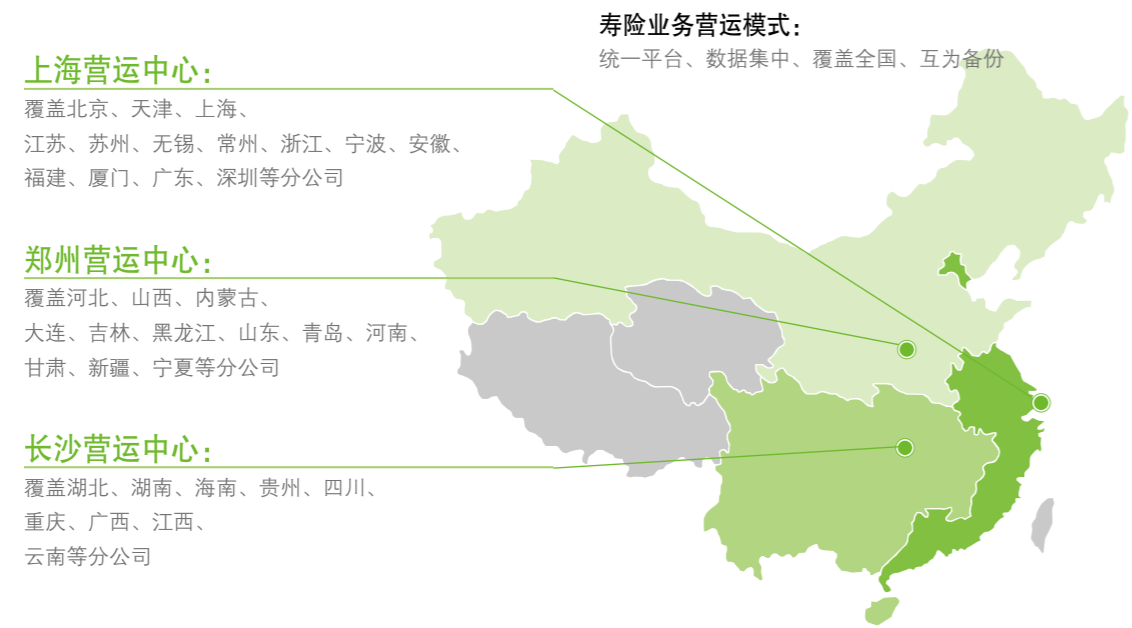 寿险业务营运模式：
统一平台、数据集中、覆盖全国、互为备份
上海营运中心：
覆盖北京、天津、上海、
江苏、苏州、无锡、常州、浙江、宁波、安徽、
福建、厦门、广东、深圳等分公司
郑州营运中心：
覆盖河北、山西、内蒙古、
大连、吉林、黑龙江、山东、青岛、河南、
甘肃、新疆、宁夏等分公司
长沙营运中心：
覆盖湖北、湖南、海南、贵州、四川、
重庆、广西、江西、
云南等分公司